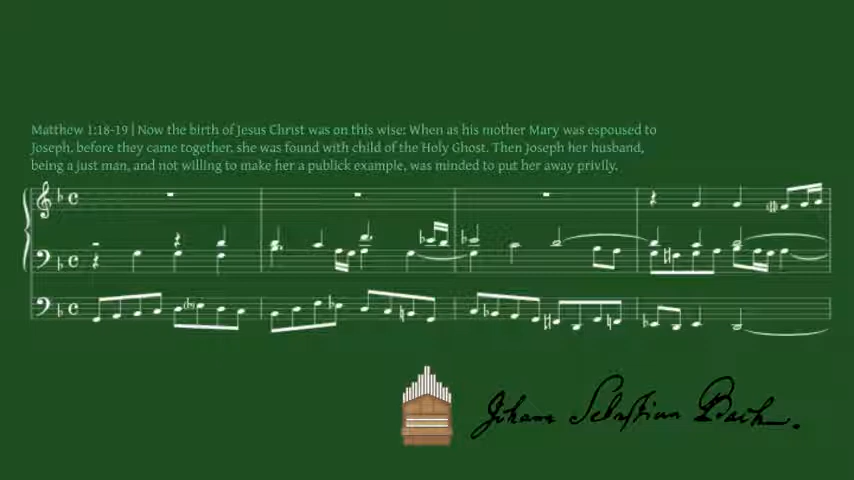 Matthew 1:18-19 | Now the birth of Jesus Christ was on this wise: When as his mother Mary was espoused to
Joseph, before they came together, she was found with child of the Holy Ghost. Then Joseph her husband,
being a just man, and not willing to make her a publick example, was minded to put her away privily.
Johann Sebastian Bach.